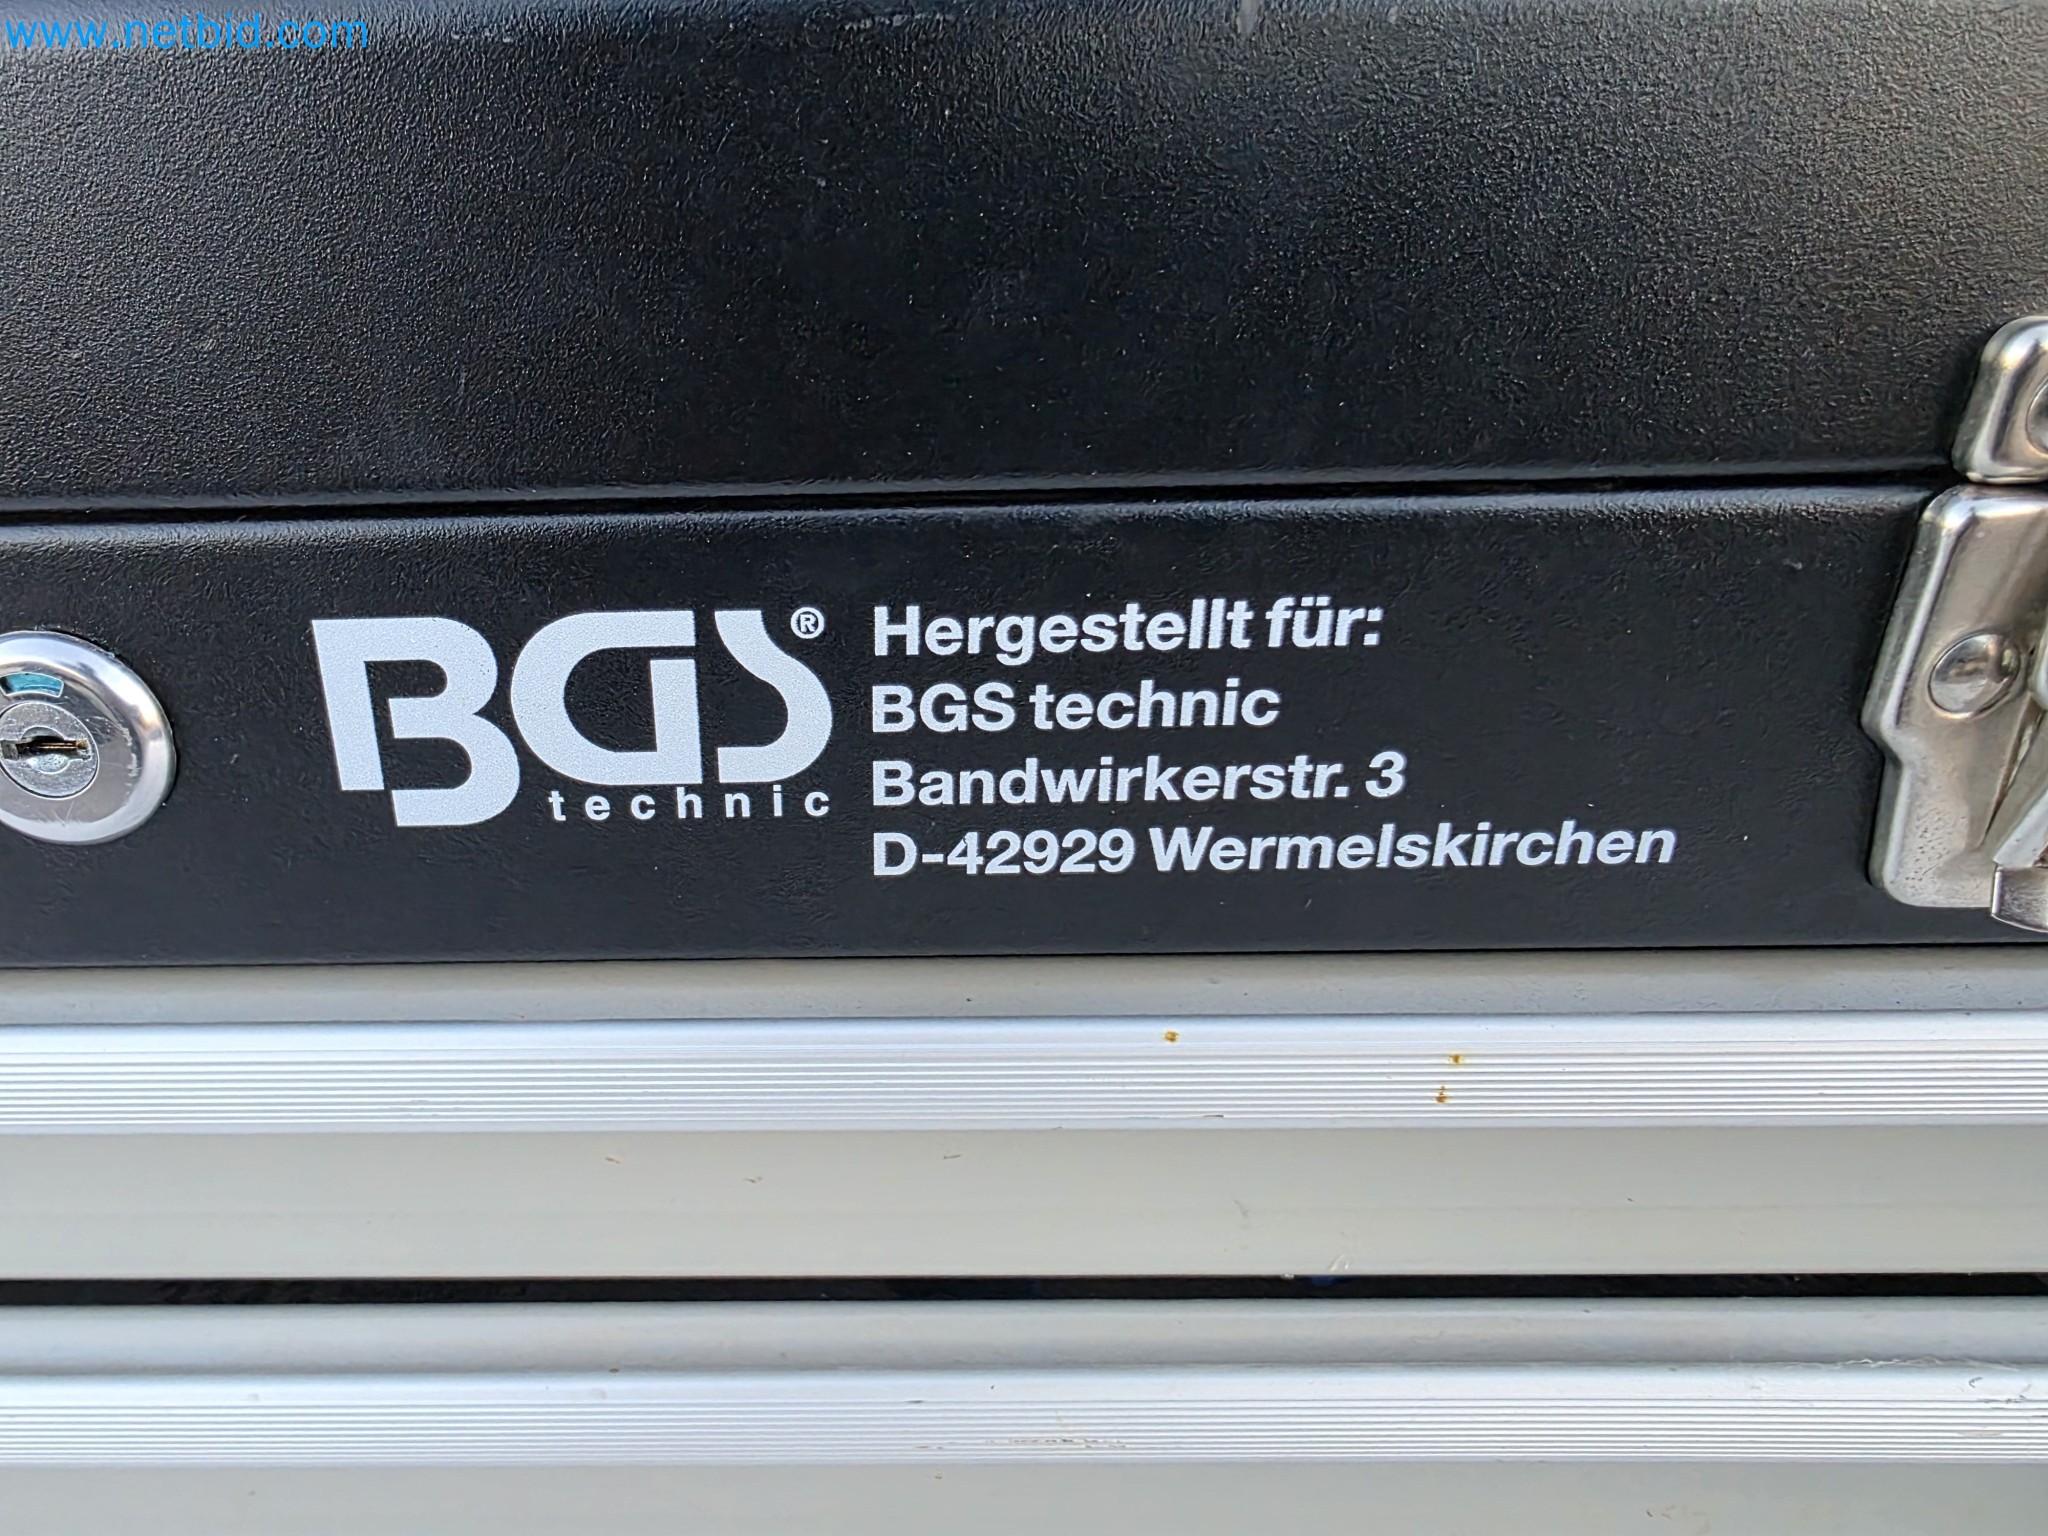 www.netbid.com
BGS®
technic
Hergestellt für:
BGS technic
Bandwirkerstr. 3
D-42929 Wermelskirchen